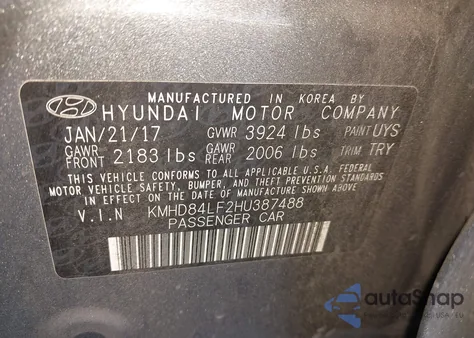 MANUFACTURED IN KOREA BY
HYUNDAI MOTOR COMPANY
JAN/21/17 GVWR 3924 lbs PAINT UYS
GAWR FRONT 2183 lbs GAWR REAR 2006 lbs TRIM TRY
THIS VEHICLE CONFORMS TO ALL APPLICABLE U.S.A. FEDERAL
MOTOR VEHICLE SAFETY, BUMPER, AND THEFT PREVENTION
STANDARDS IN EFFECT ON THE DATE OF MANUFACTURE SHOWN ABOVE
V.I.N KMHD84LF2HU387488
PASSENGER CAR
autoSnap